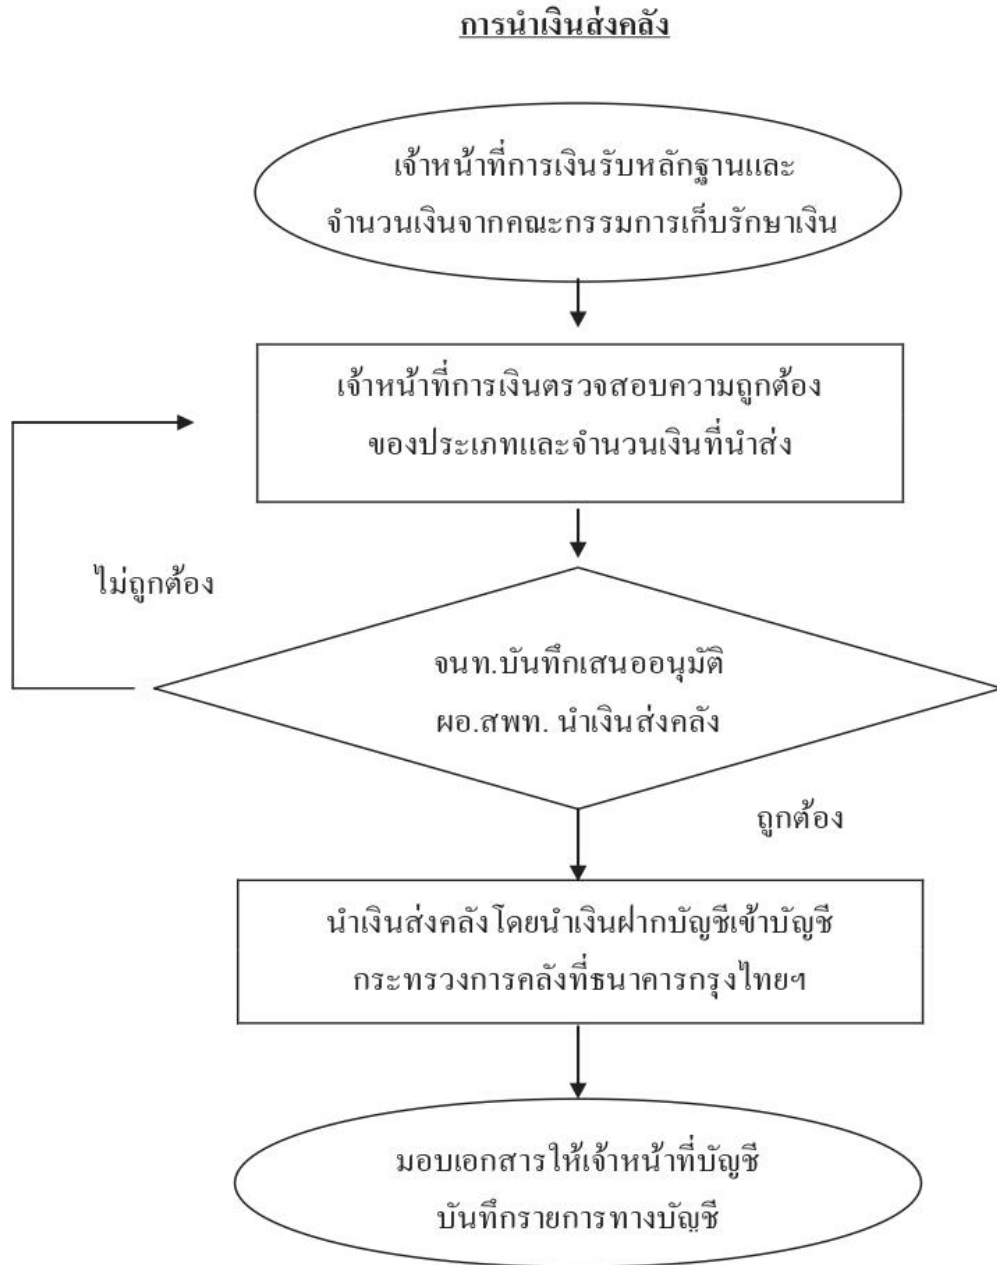 การนำเงินส่งคลัง
เจ้าหน้าที่การเงินรับหลักฐานและ
จำนวนเงินจากคณะกรรมการเก็บรักษาเงิน
เจ้าหน้าที่การเงินตรวจสอบความถูกต้อง
ของประเภทและจำนวนเงินที่นำส่ง
ไม่ถูกต้อง
จนท.บันทึกเสนออนุมัติ
ผอ.สพท. นำเงินส่งคลัง
ถูกต้อง
นำเงินส่งคลังโดยนำเงินฝากบัญชีเข้าบัญชี
กระทรวงการคลังที่ธนาคารกรุงไทยฯ
มอบเอกสารให้เจ้าหน้าที่บัญชี
บันทึกรายการทางบัญชี